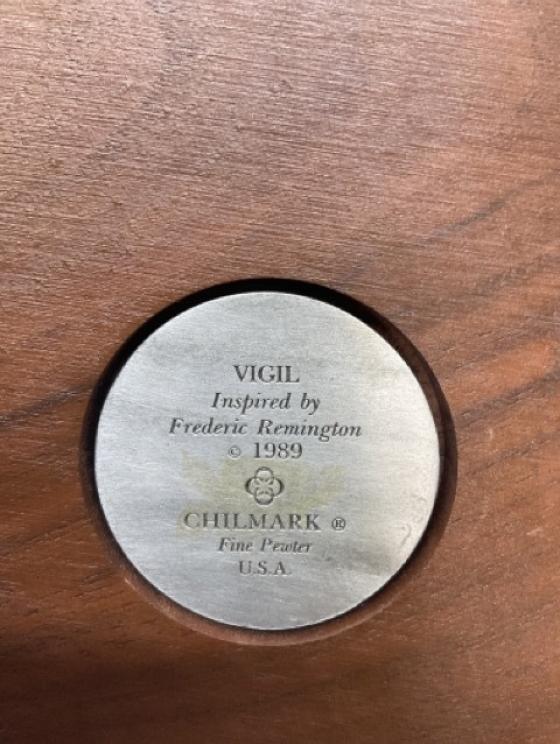 VIGIL
Inspired by
Frederic Remington
© 1989
CHILMARK ®
Fine Pewter
U.S.A.